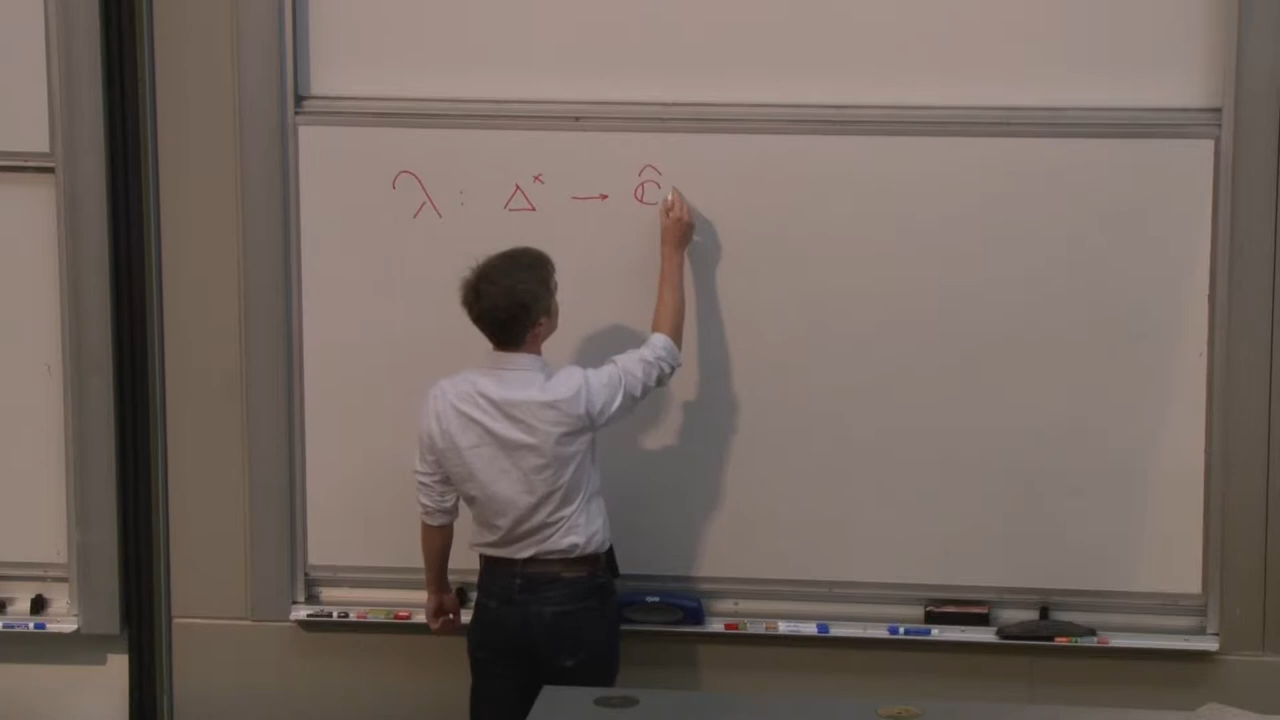 λ : Δ^× → ℂ̂